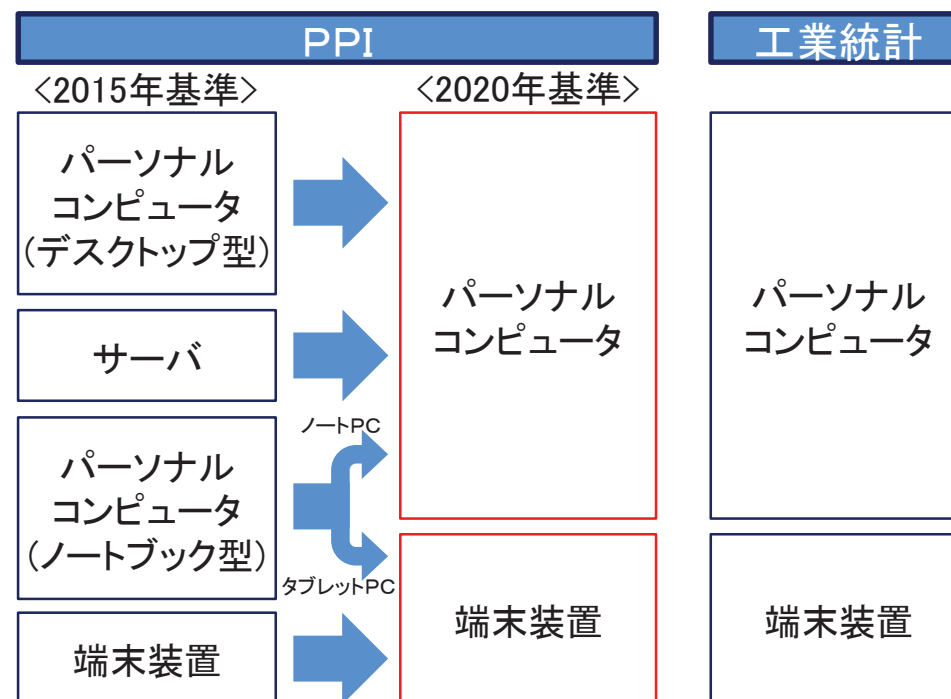 PPI
工業統計
<2015年基準>
<2020年基準>
パーソナル
コンピュータ
(デスクトップ型)
サーバ
パーソナル
コンピュータ
(ノートブック型)
端末装置
ノートPC
タブレットPC
パーソナル
コンピュータ
端末装置
パーソナル
コンピュータ
端末装置